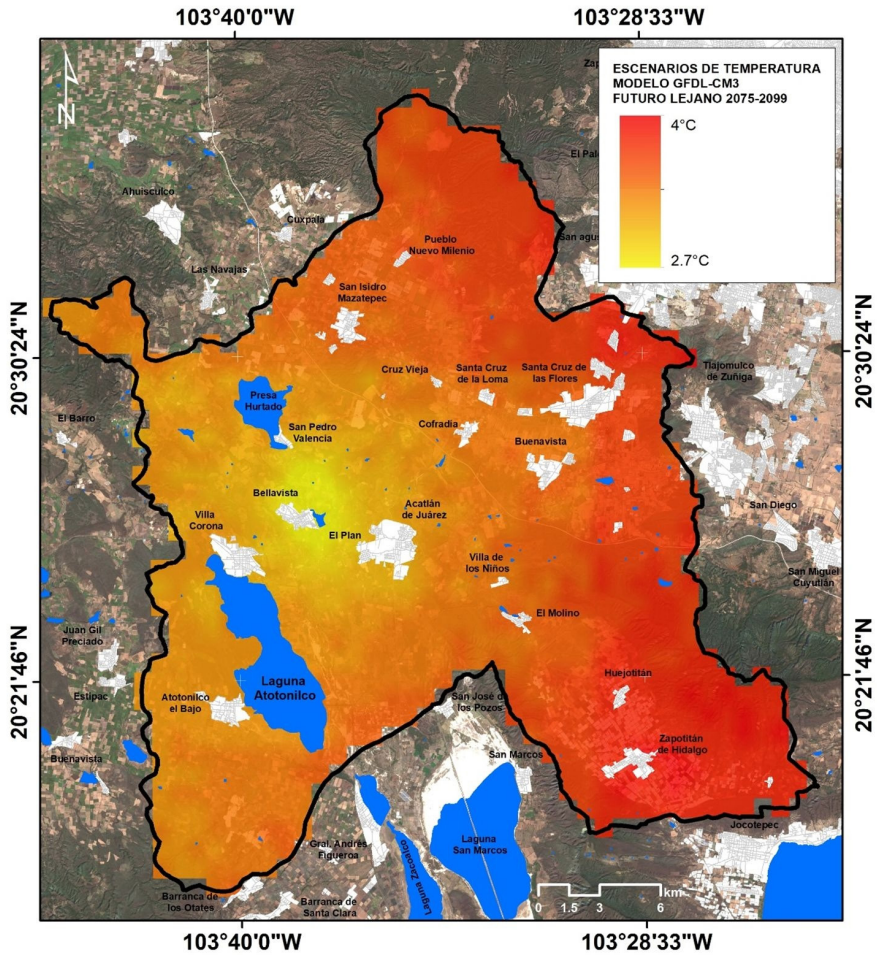 103°40'0"W
103°28'33"W
N
ESCENARIOS DE TEMPERATURA
MODELO GFDL-CM3
FUTURO LEJANO 2075-2099
4°C
2.7°C
Zap
El Pale
San agus
Ahuisculco
Cuxpala
Las Navajas
Pueblo
Nuevo Milenio
San Isidro
Mazatepec
20°30'24"N
20°30'24"N
Cruz Vieja
Santa Cruz
de la Loma
Santa Cruz de
las Flores
Tlajomulco
de Zuñiga
Presa
Hurtado
San Pedro
Valencia
El Barro
Cofradia
Buenavista
Bellavista
Villa
Corona
El Plan
Acatlán
de Juárez
San Diego
Villa de
los Niños
San Miguel
Cuyutlán
El Molino
Juan Gil
Preciado
Estipac
20°21'46"N
20°21'46"N
Laguna
Atotonilco
Atotonilco
el Bajo
Huejotitán
San José d
los Pozos
Zapotitán
de Hidalgo
San Marcos
Buenavista
Jocotepec
Gral. Andrés
Figueroa
Laguna
San Marcos
Laguna Zacoalco
Barranca de
los Otates
Barranca de
Santa Clara
km
0 1.5 3 6
103°40'0"W
103°28'33"W